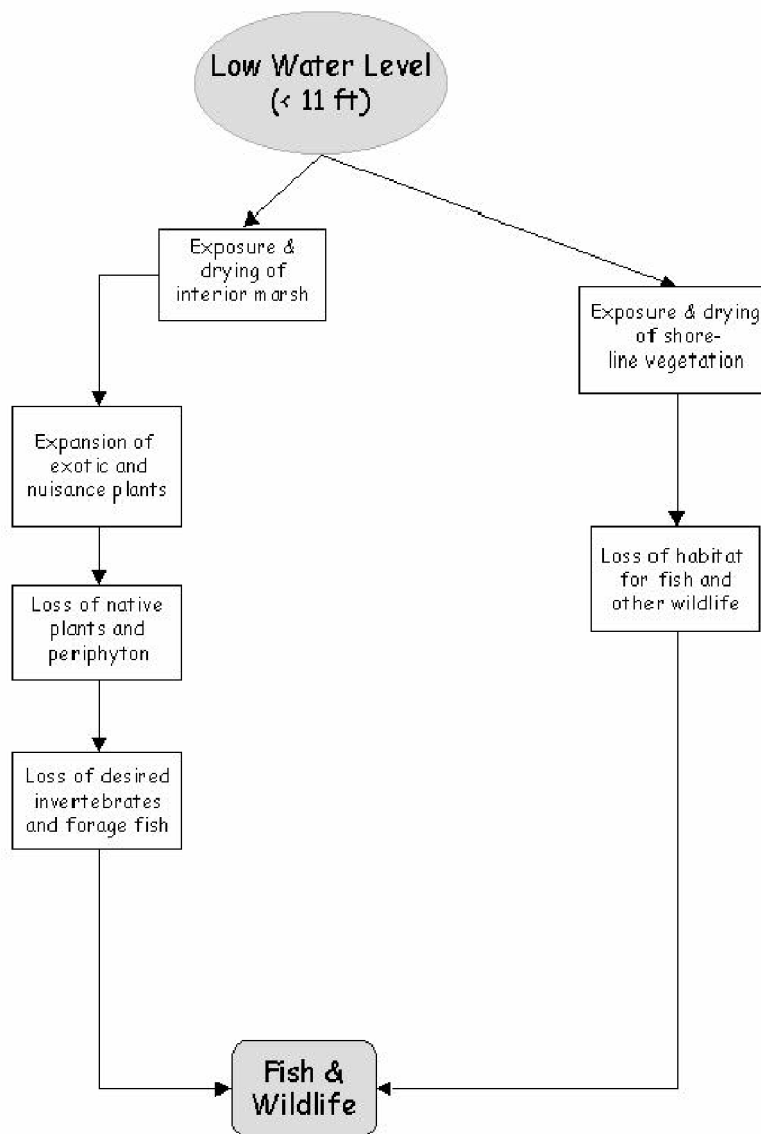 Low Water Level
(< 11 ft)
Exposure &
drying of
interior marsh
Exposure & drying
of shore-
line vegetation
Expansion of
exotic and
nuisance plants
Loss of habitat
for fish and
other wildlife
Loss of native
plants and
periphyton
Loss of desired
invertebrates
and forage fish
Fish &
Wildlife